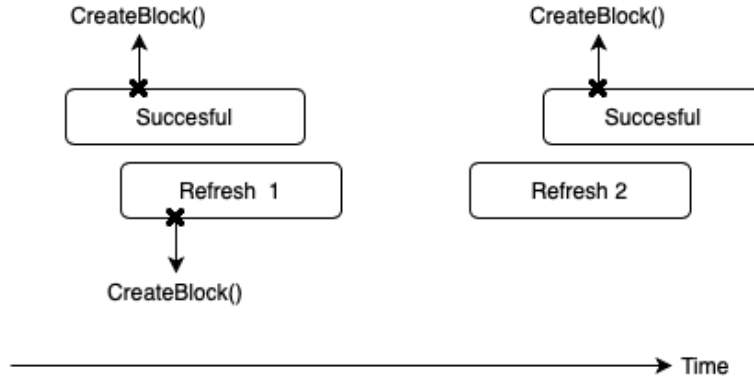 CreateBlock()
CreateBlock()
Succesful
Succesful
Refresh 1
Refresh 2
CreateBlock()
Time